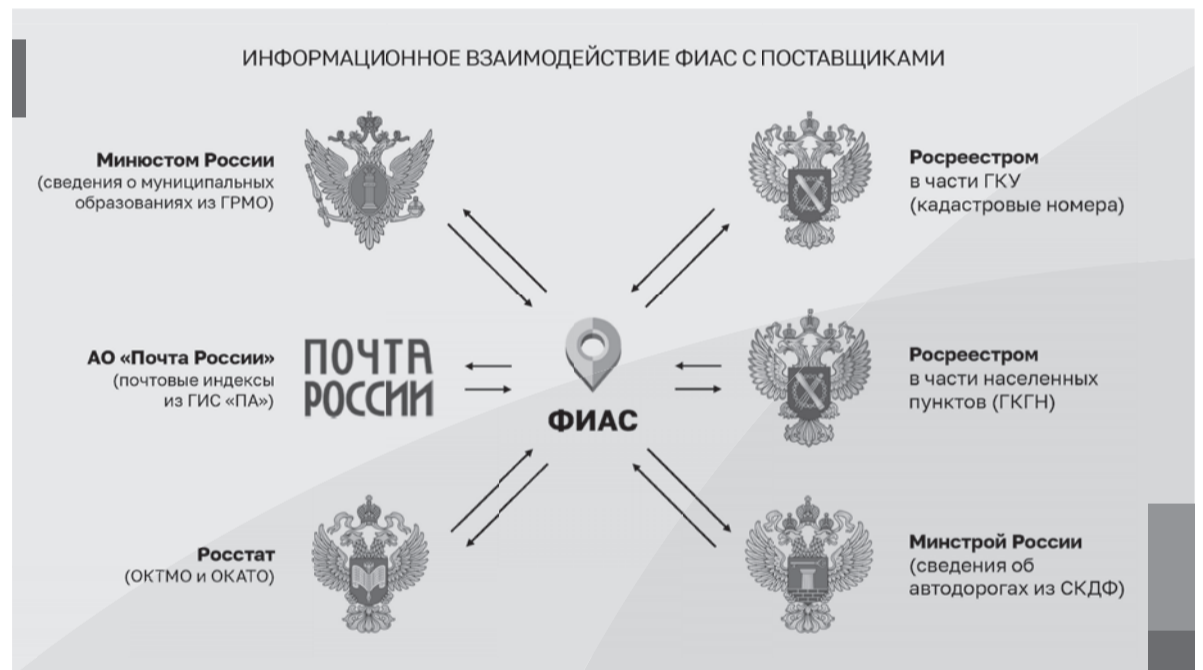 ИНФОРМАЦИОННОЕ ВЗАИМОДЕЙСТВИЕ ФИАС С ПОСТАВЩИКАМИ
Минюстом России
(сведения о муниципальных
образованиях из ГРМО)
Росреестром
в части ГКУ
(кадастровые номера)
АО «Почта России»
(почтовые индексы
из ГИС «ПА»)
ПОЧТА
РОССИИ
ФИАС
Росреестром
в части населенных
пунктов (ГКГН)
Росстат
(ОКТМО и ОКАТО)
Минстрой России
(сведения об
автодорогах из СКДФ)